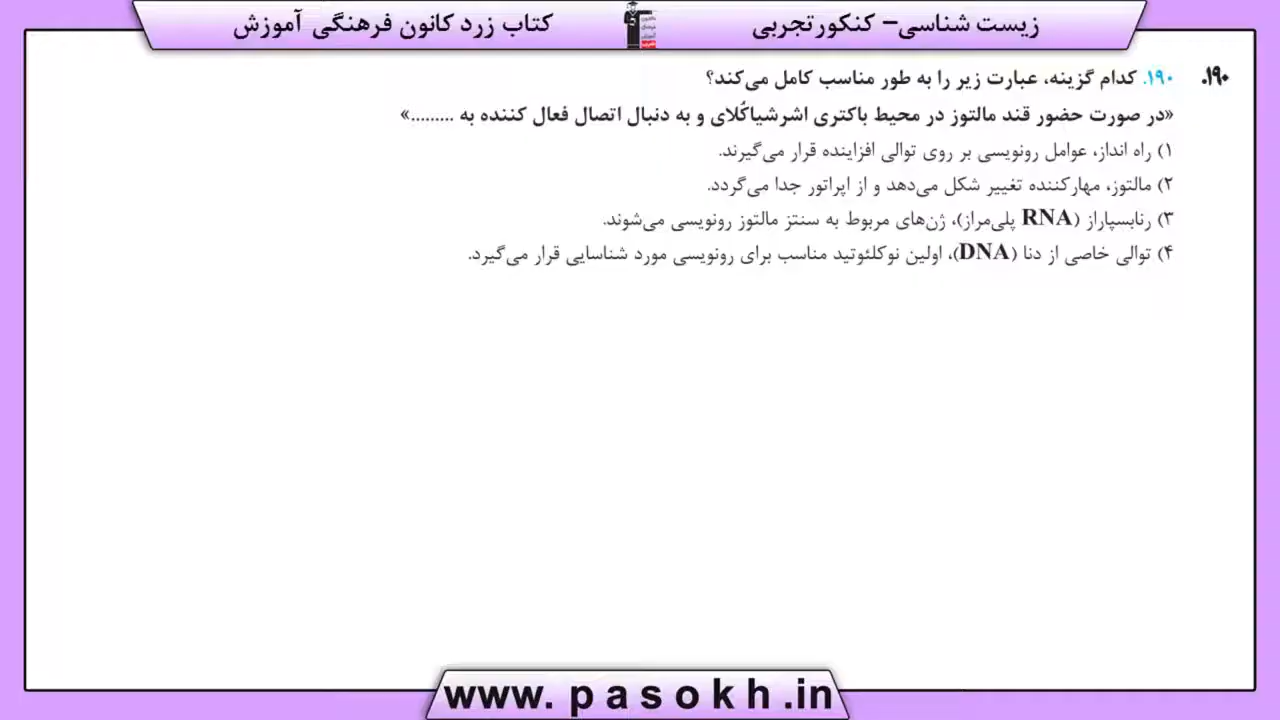 زیست شناسی– کنکورتجربی
کتاب زرد کانون فرهنگی آموزش
۱۹۰. ۱۹۰. کدام گزینه، عبارت زیر را به طور مناسب کامل می‌کند؟
«در صورت حضور قند مالتوز در محیط باکتری اشرشیاکُلای و به دنبال اتصال فعال کننده به .........»
۱) راه انداز، عوامل رونویسی بر روی توالی افزاینده قرار می‌گیرند.
۲) مالتوز، مهارکننده تغییر شکل می‌دهد و از اپراتور جدا می‌گردد.
۳) رنابسپاراز (RNA پلی‌مراز)، ژن‌های مربوط به سنتز مالتوز رونویسی می‌شوند.
۴) توالی خاصی از دنا (DNA)، اولین نوکلئوتید مناسب برای رونویسی مورد شناسایی قرار می‌گیرد.
www. p a s o k h .in